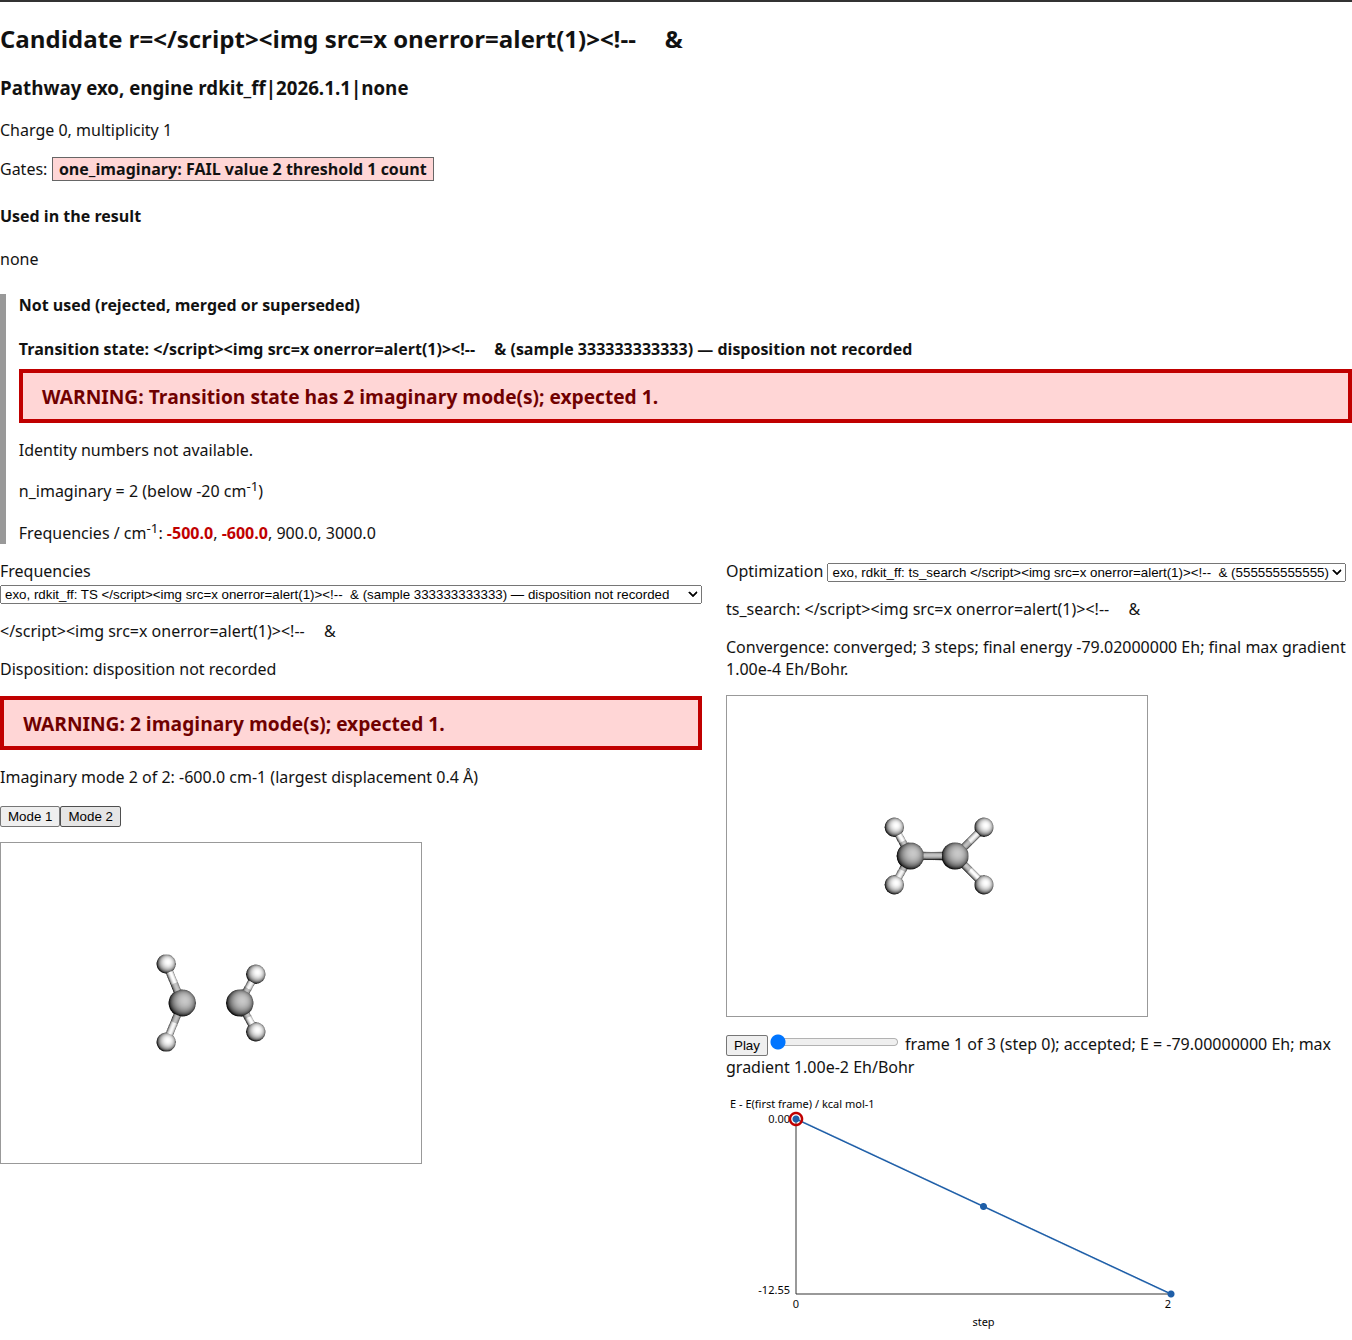 Candidate r=</script><img src=x onerror=alert(1)><!--    &
Pathway exo, engine rdkit_ff|2026.1.1|none
Charge 0, multiplicity 1
Gates: one_imaginary: FAIL value 2 threshold 1 count
Used in the result
none
Not used (rejected, merged or superseded)
Transition state: </script><img src=x onerror=alert(1)><!--    & (sample 333333333333) — disposition not recorded
WARNING: Transition state has 2 imaginary mode(s); expected 1.
Identity numbers not available.
n_imaginary = 2 (below -20 cm-1)
Frequencies / cm-1: -500.0, -600.0, 900.0, 3000.0
Frequencies
exo, rdkit_ff: TS </script><img src=x onerror=alert(1)><!--  & (sample 333333333333) — disposition not recorded
</script><img src=x onerror=alert(1)><!--    &
Disposition: disposition not recorded
WARNING: 2 imaginary mode(s); expected 1.
Imaginary mode 2 of 2: -600.0 cm-1 (largest displacement 0.4 Å)
Mode 1 Mode 2
Optimization exo, rdkit_ff: ts_search </script><img src=x onerror=alert(1)><!--  & (555555555555)
ts_search: </script><img src=x onerror=alert(1)><!--    &
Convergence: converged; 3 steps; final energy -79.02000000 Eh; final max gradient
1.00e-4 Eh/Bohr.
Play frame 1 of 3 (step 0); accepted; E = -79.00000000 Eh; max
gradient 1.00e-2 Eh/Bohr
E - E(first frame) / kcal mol-1
0.00
-12.55
0 2
step